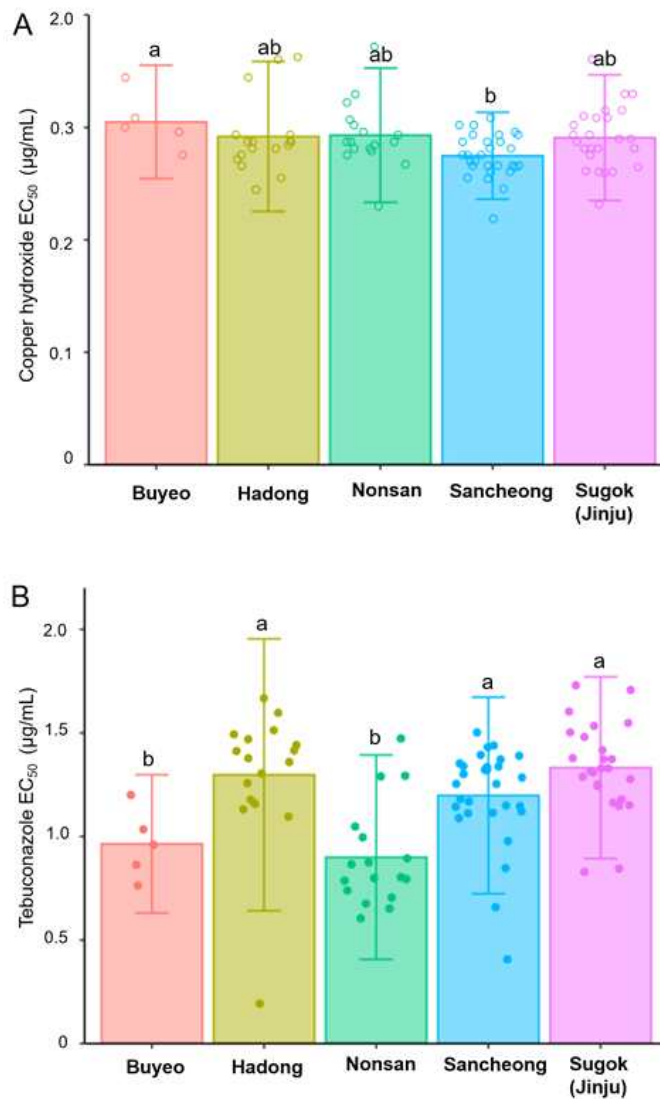 A
Copper hydroxide EC₅₀ (µg/mL)
2.0
0.3
0.2
0.1
0
a
ab
ab
b
ab
Buyeo
Hadong
Nonsan
Sancheong
Sugok
(Jinju)
B
Tebuconazole EC₅₀ (µg/mL)
2.0
1.5
1.0
0.5
0
b
a
b
a
a
Buyeo
Hadong
Nonsan
Sancheong
Sugok
(Jinju)